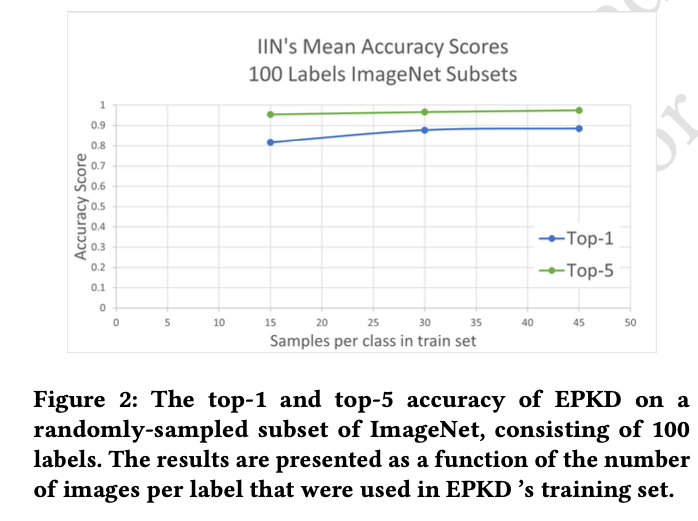 IIN's Mean Accuracy Scores
100 Labels ImageNet Subsets
1
0.9
0.8
0.7
0.6
0.5
0.4
0.3
0.2
0.1
0
Accuracy Score
Top-1
Top-5
0 5 10 15 20 25 30 35 40 45 50
Samples per class in train set
Figure 2: The top-1 and top-5 accuracy of EPKD on a
randomly-sampled subset of ImageNet, consisting of 100
labels. The results are presented as a function of the number
of images per label that were used in EPKD ’s training set.